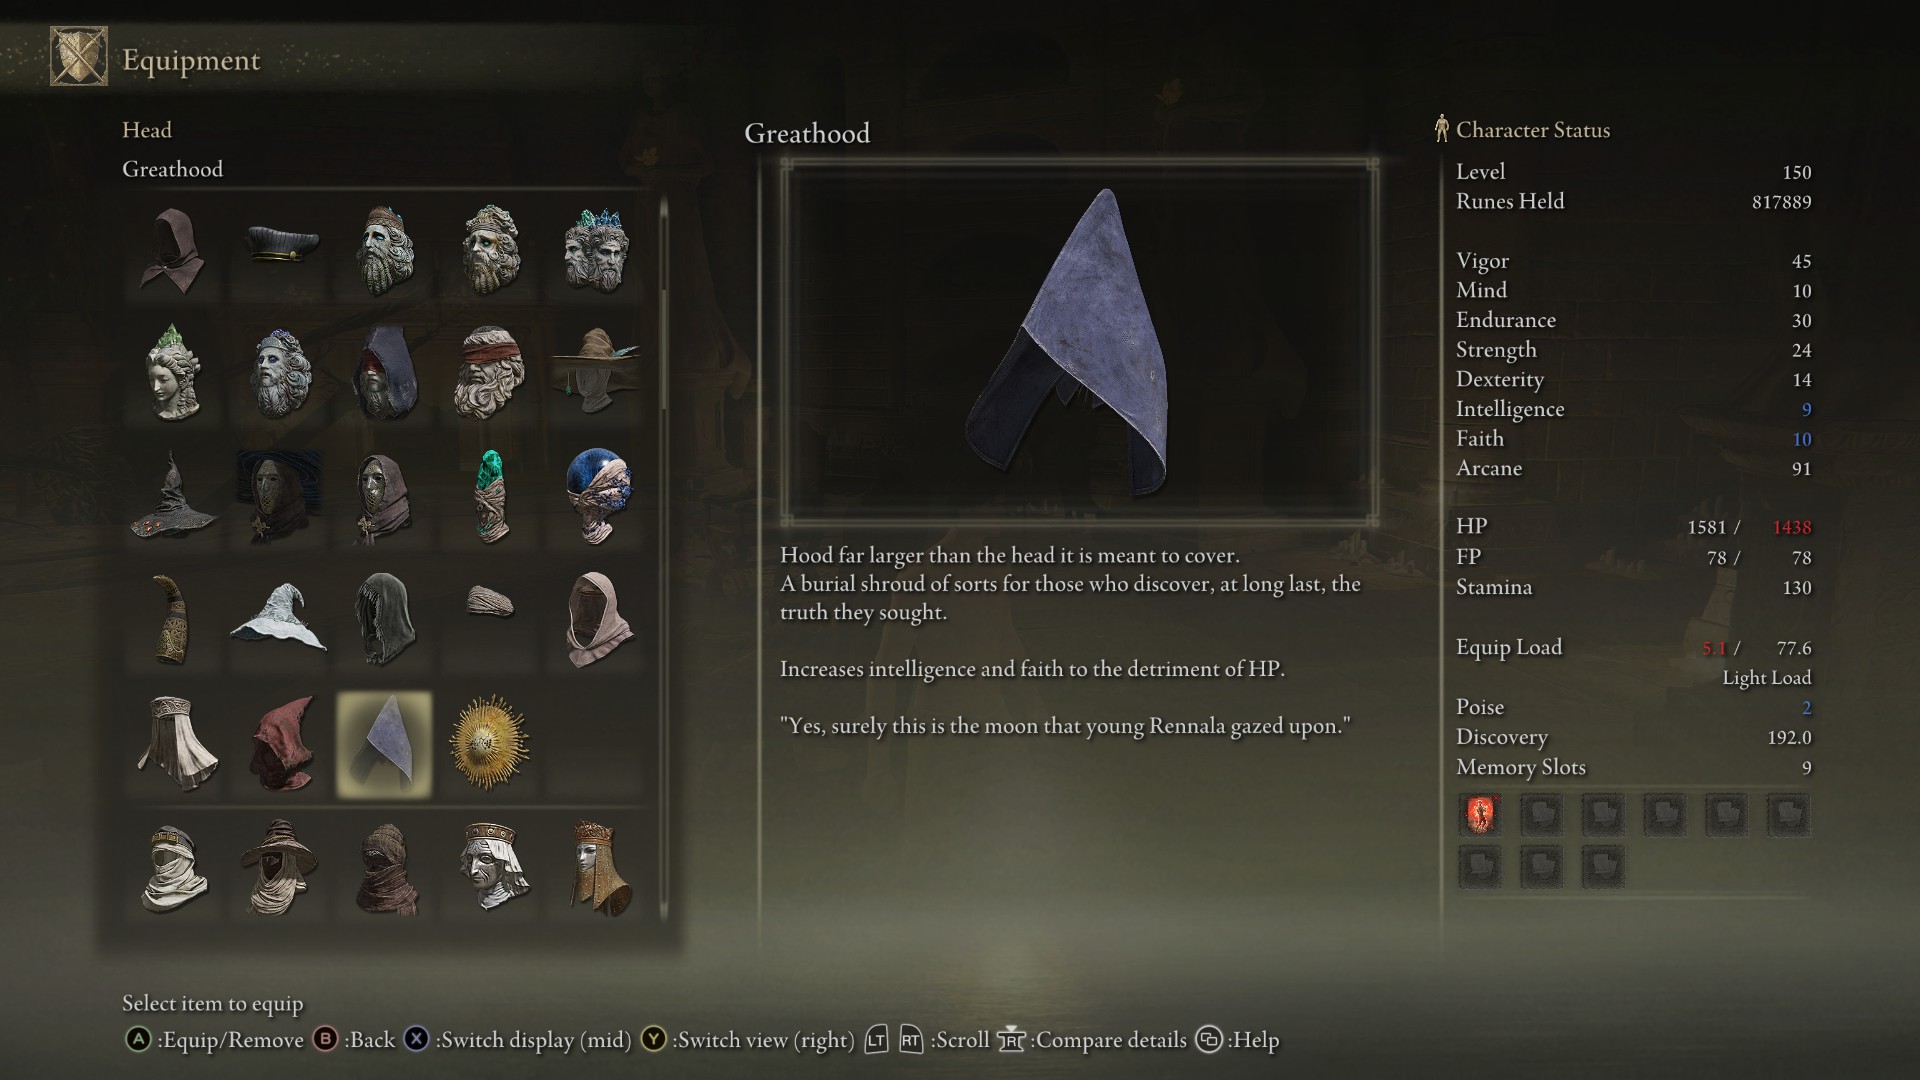 Equipment
Head
Greathood
Greathood
Hood far larger than the head it is meant to cover.
A burial shroud of sorts for those who discover, at long last, the
truth they sought.
Increases intelligence and faith to the detriment of HP.
"Yes, surely this is the moon that young Rennala gazed upon."
Character Status
Level 150
Runes Held 817889
Vigor 45
Mind 10
Endurance 30
Strength 24
Dexterity 14
Intelligence 9
Faith 10
Arcane 91
HP 1581 / 1438
FP 78 / 78
Stamina 130
Equip Load 5.1 / 77.6
Light Load
Poise 2
Discovery 192.0
Memory Slots 9
Select item to equip
A :Equip/Remove B :Back X :Switch display (mid) Y :Switch view (right) LT RT :Scroll R :Compare details :Help